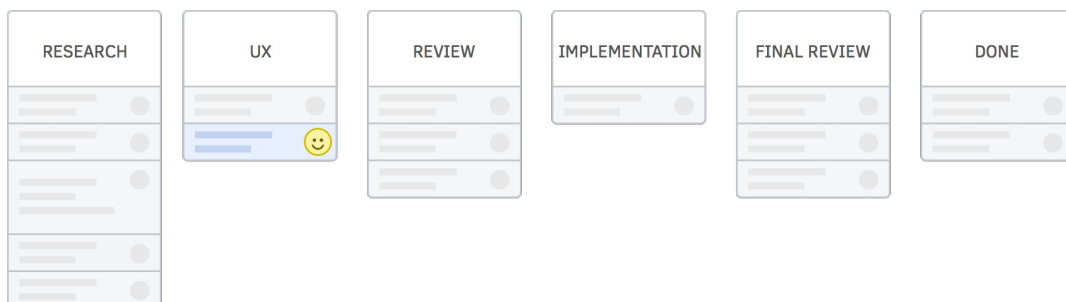 RESEARCH
UX
REVIEW
IMPLEMENTATION
FINAL REVIEW
DONE